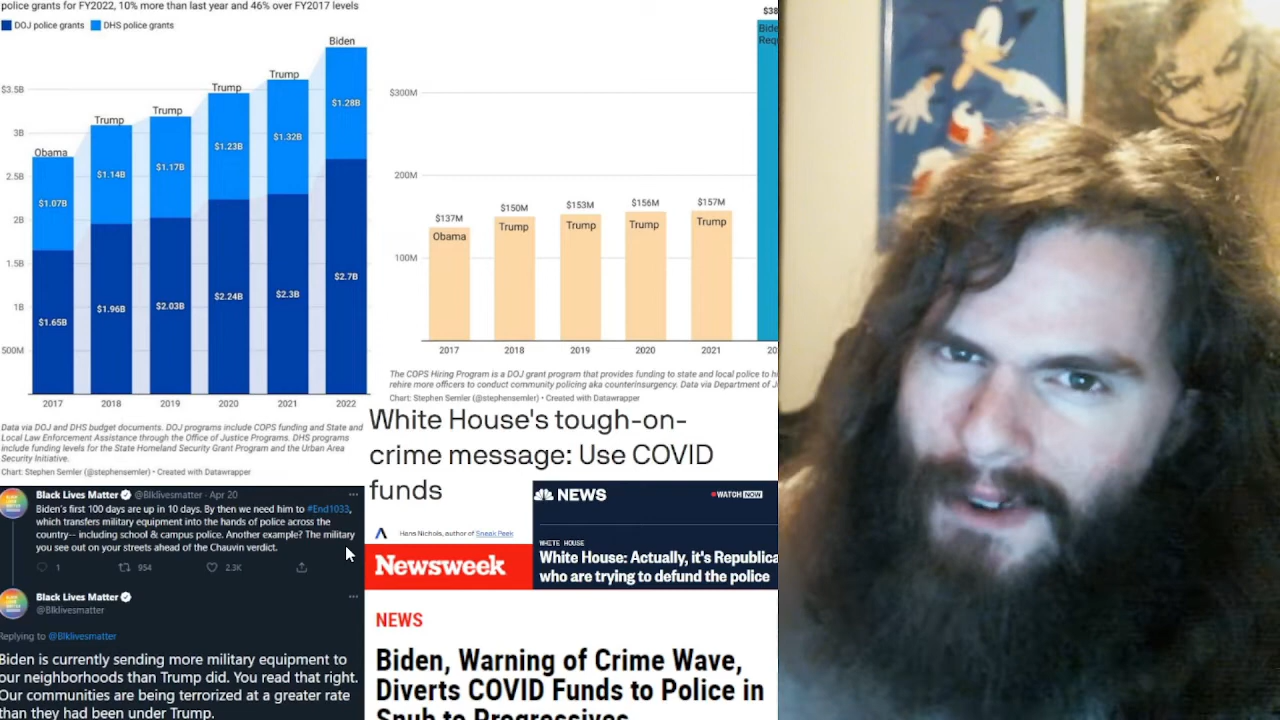 police grants for FY2022, 10% more than last year and 46% over FY2017 levels
DOJ police grants DHS police grants
Biden
Trump
Trump
Trump
Trump
Obama
$3.5B
3B
2.5B
2B
1.5B
1B
500M
$1.07B
$1.14B
$1.17B
$1.23B
$1.32B
$1.28B
$1.65B
$1.96B
$2.03B
$2.24B
$2.3B
$2.7B
2017 2018 2019 2020 2021 2022
Data via DOJ and DHS budget documents. DOJ programs include COPS funding and State and
Local Law Enforcement Assistance through the Office of Justice Programs. DHS programs
include funding levels for the State Homeland Security Grant Program and the Urban Area
Security Initiative.
Chart: Stephen Semler (@stephensemler) • Created with Datawrapper
$38
Bide
Req
$300M
200M
100M
$137M
$150M
$153M
$156M
$157M
Obama
Trump
Trump
Trump
Trump
2017 2018 2019 2020 2021 20
The COPS Hiring Program is a DOJ grant program that provides funding to state and local police to hi
rehire more officers to conduct community policing aka counterinsurgency. Data via Department of J
Chart: Stephen Semler (@stephensemler) • Created with Datawrapper
White House's tough-on-
crime message: Use COVID
funds
Hans Nichols, author of Sneak Peek
NEWS
WATCH NOW
WHITE HOUSE
White House: Actually, it's Republica
who are trying to defund the police
Newsweek
NEWS
Biden, Warning of Crime Wave,
Diverts COVID Funds to Police in
Snub to Progressives
Black Lives Matter @Blklivesmatter · Apr 20
Biden's first 100 days are up in 10 days. By then we need him to #End1033,
which transfers military equipment into the hands of police across the
country-- including school & campus police. Another example? The military
you see out on your streets ahead of the Chauvin verdict.
1 954 2.3K
Black Lives Matter
@Blklivesmatter
Replying to @Blklivesmatter
Biden is currently sending more military equipment to
our neighborhoods than Trump did. You read that right.
Our communities are being terrorized at a greater rate
than they had been under Trump.